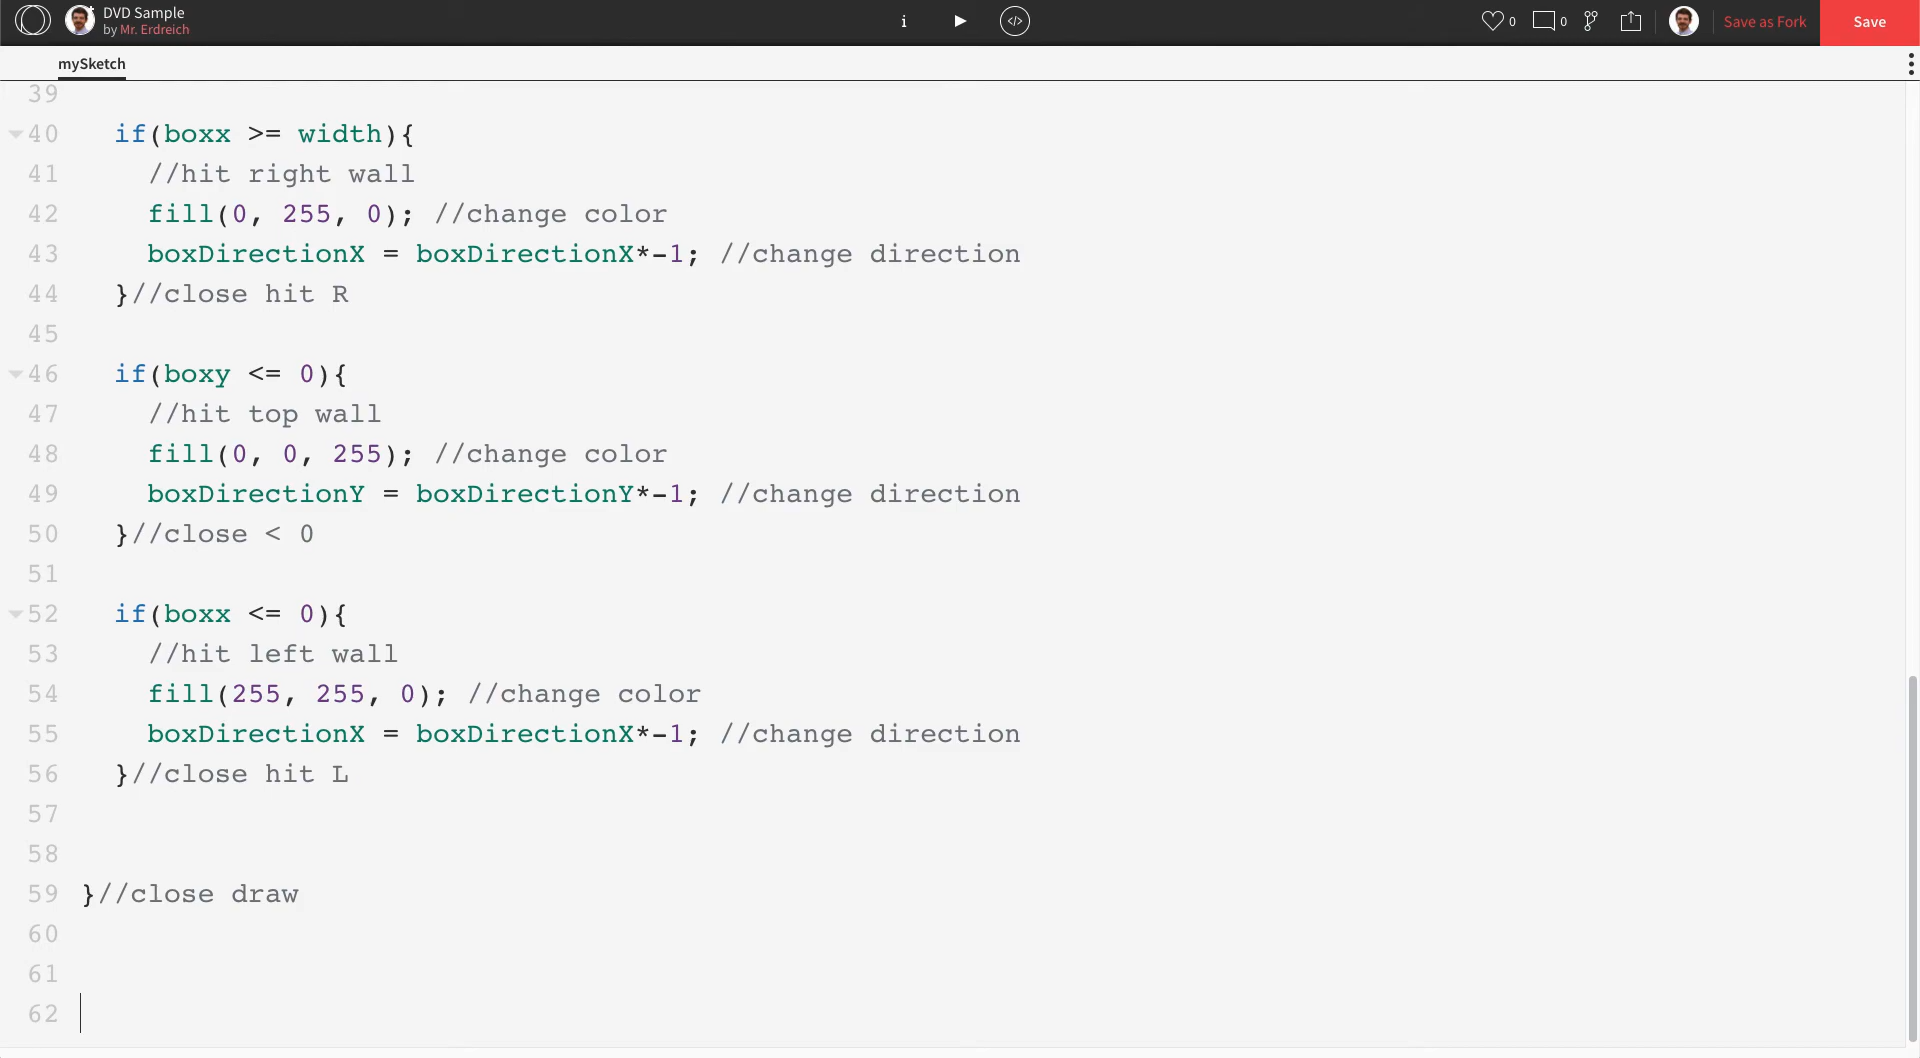 DVD Sample
by Mr. Erdreich
i
</>
0
0
Save as Fork
Save
mySketch
39
40 if(boxx >= width){
41 //hit right wall
42 fill(0, 255, 0); //change color
43 boxDirectionX = boxDirectionX*-1; //change direction
44 }//close hit R
45
46 if(boxy <= 0){
47 //hit top wall
48 fill(0, 0, 255); //change color
49 boxDirectionY = boxDirectionY*-1; //change direction
50 }//close < 0
51
52 if(boxx <= 0){
53 //hit left wall
54 fill(255, 255, 0); //change color
55 boxDirectionX = boxDirectionX*-1; //change direction
56 }//close hit L
57
58
59 }//close draw
60
61
62